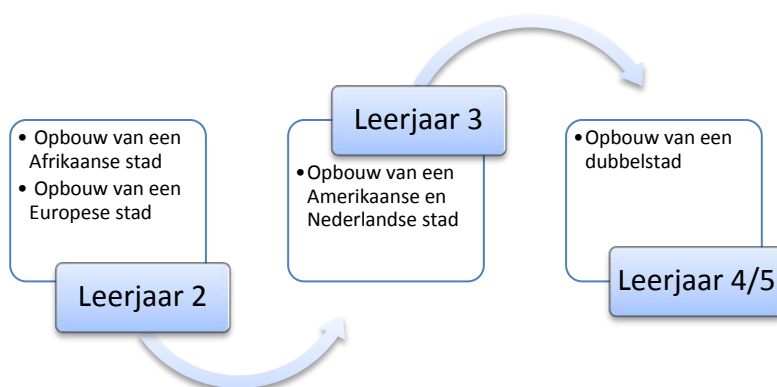 • Opbouw van een
Afrikaanse stad
• Opbouw van een
Europese stad
Leerjaar 2
Leerjaar 3
•Opbouw van een
Amerikaanse en
Nederlandse stad
•Opbouw van een
dubbelstad
Leerjaar 4/5